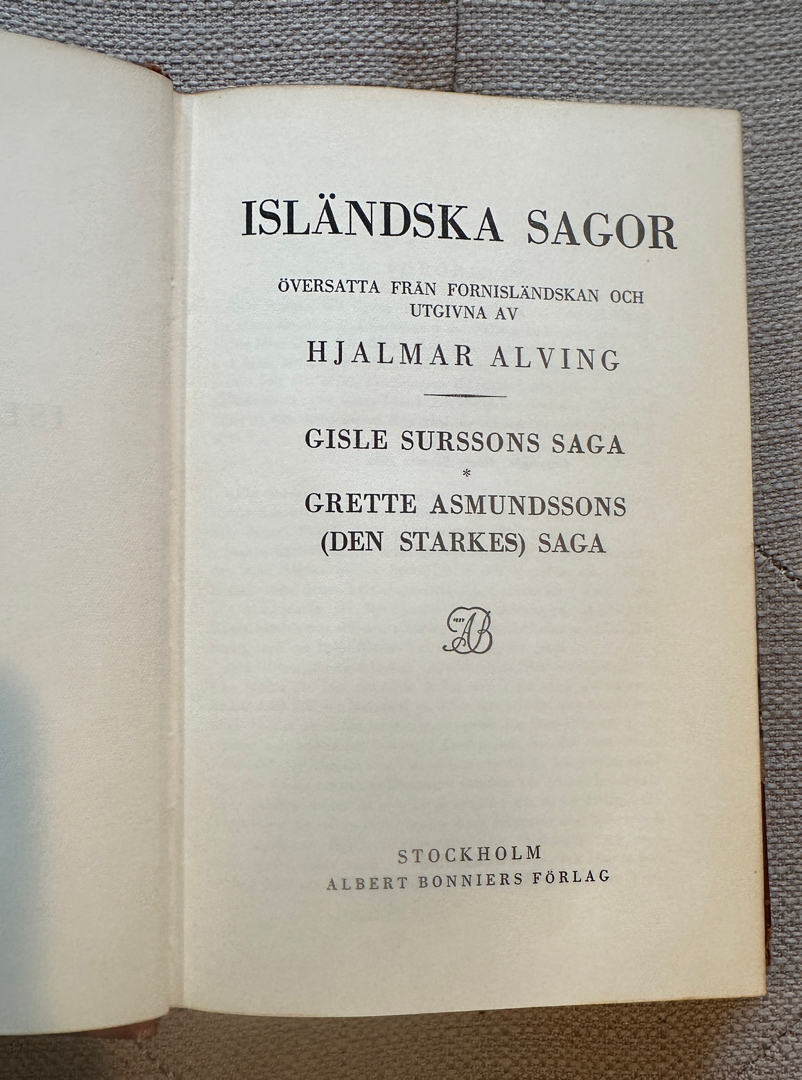 ISLÄNDSKA SAGOR
ÖVERSATTA FRÅN FORNISLÄNDSKAN OCH
UTGIVNA AV
HJALMAR ALVING
GISLE SURSSONS SAGA
*
GRETTE ASMUNDSSONS
(DEN STARKES) SAGA
AB
STOCKHOLM
ALBERT BONNIERS FÖRLAG